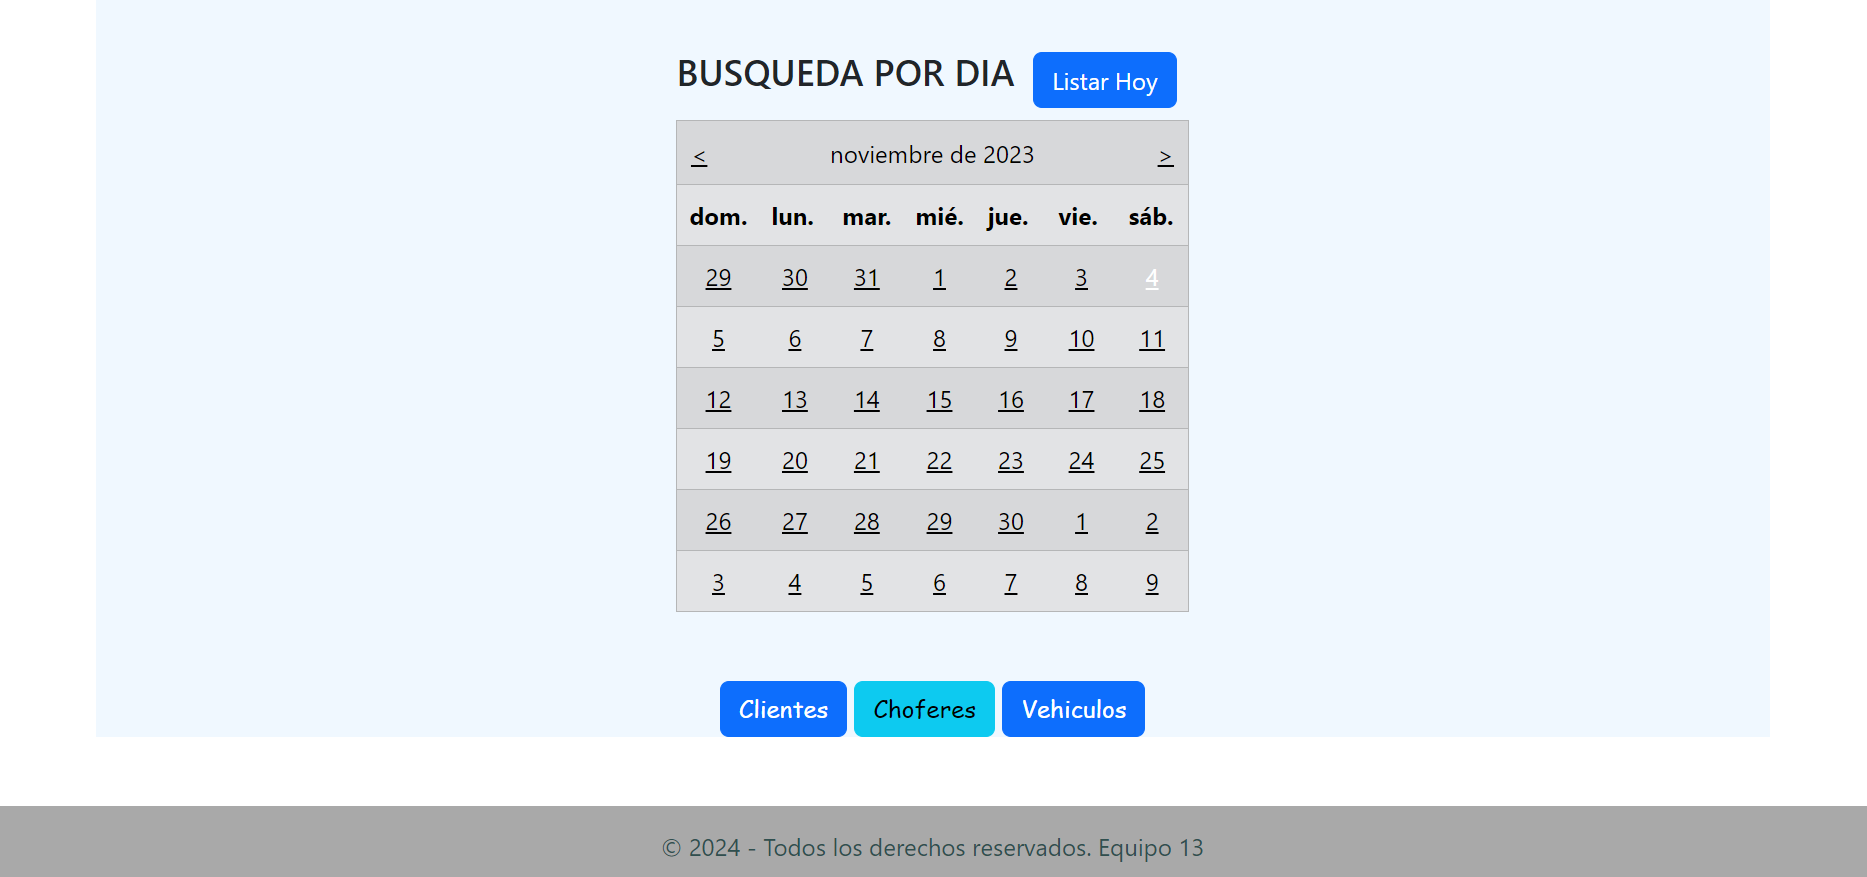 BUSQUEDA POR DIA Listar Hoy
< noviembre de 2023 >
dom. lun. mar. mié. jue. vie. sáb.
29 30 31 1 2 3 4
5 6 7 8 9 10 11
12 13 14 15 16 17 18
19 20 21 22 23 24 25
26 27 28 29 30 1 2
3 4 5 6 7 8 9
Clientes Choferes Vehiculos
© 2024 - Todos los derechos reservados. Equipo 13